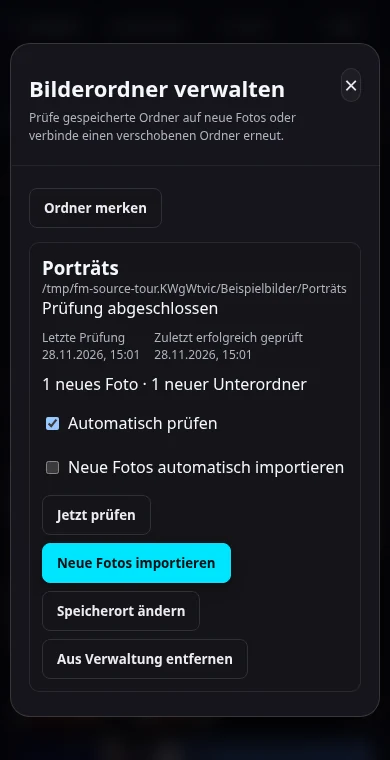 Bilderordner verwalten
Prüfe gespeicherte Ordner auf neue Fotos oder
verbinde einen verschobenen Ordner erneut.
Ordner merken
Porträts
/tmp/fm-source-tour.KWgWtvic/Beispielbilder/Porträts
Prüfung abgeschlossen
Letzte Prüfung
28.11.2026, 15:01
Zuletzt erfolgreich geprüft
28.11.2026, 15:01
1 neues Foto · 1 neuer Unterordner
Automatisch prüfen
Neue Fotos automatisch importieren
Jetzt prüfen
Neue Fotos importieren
Speicherort ändern
Aus Verwaltung entfernen